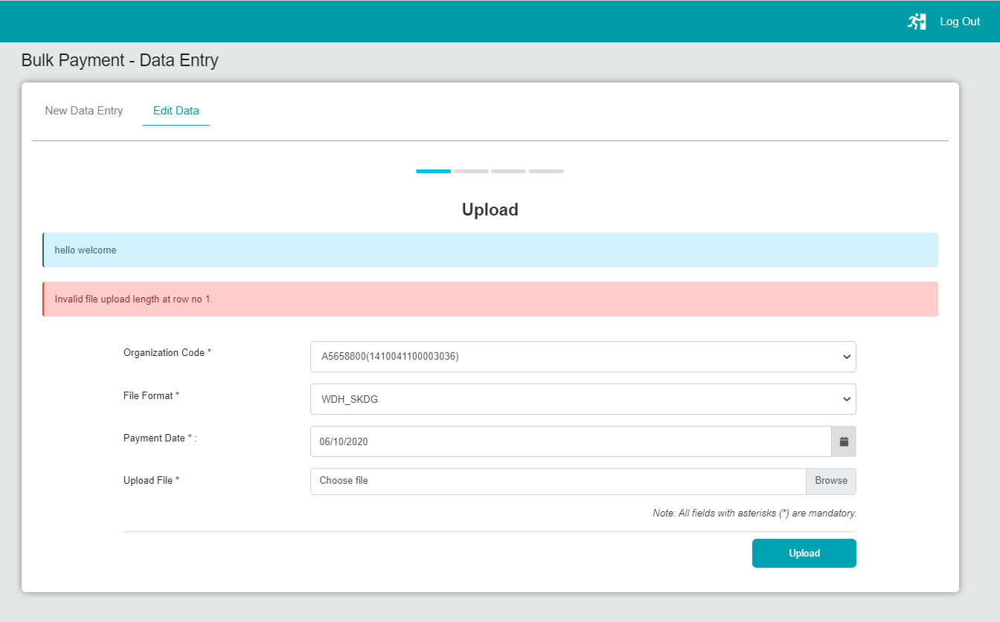 Log Out
Bulk Payment - Data Entry
New Data Entry
Edit Data
Upload
hello welcome
Invalid file upload length at row no 1.
Organization Code *
A5658800(1410041100003036)
File Format *
WDH_SKDG
Payment Date * :
06/10/2020
Upload File *
Choose file
Browse
Note: All fields with asterisks (*) are mandatory.
Upload